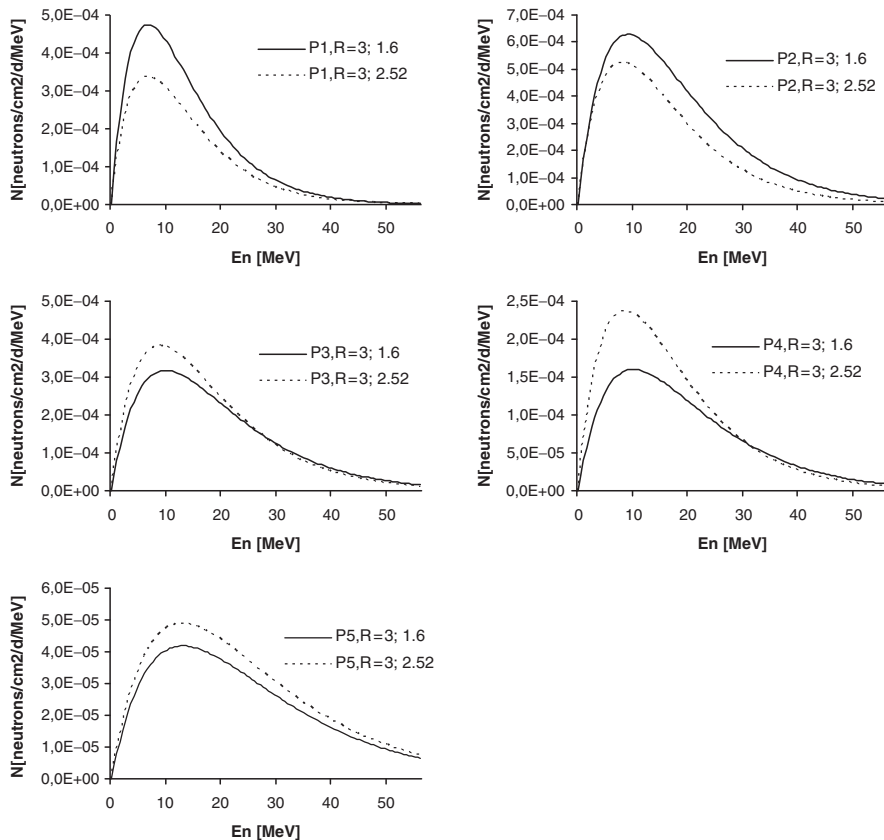 N[neutrons/cm2/d/MeV]
5,0E−04
4,0E−04
3,0E−04
2,0E−04
1,0E−04
0,0E+00
P1,R=3; 1.6
P1,R=3; 2.52
0 10 20 30 40 50
En [MeV]
N[neutrons/cm2/d/MeV]
7,0E−04
6,0E−04
5,0E−04
4,0E−04
3,0E−04
2,0E−04
1,0E−04
0,0E+00
P2,R=3; 1.6
P2,R=3; 2.52
0 10 20 30 40 50
En [MeV]
N[neutrons/cm2/d/MeV]
5,0E−04
4,0E−04
3,0E−04
2,0E−04
1,0E−04
0,0E+00
P3,R=3; 1.6
P3,R=3; 2.52
0 10 20 30 40 50
En [MeV]
N[neutrons/cm2/d/MeV]
2,5E−04
2,0E−04
1,5E−04
1,0E−04
5,0E−05
0,0E+00
P4,R=3; 1.6
P4,R=3; 2.52
0 10 20 30 40 50
En [MeV]
N[neutrons/cm2/d/MeV]
6,0E−05
5,0E−05
4,0E−05
3,0E−05
2,0E−05
1,0E−05
0,0E+00
P5,R=3; 1.6
P5,R=3; 2.52
0 10 20 30 40 50
En [MeV]